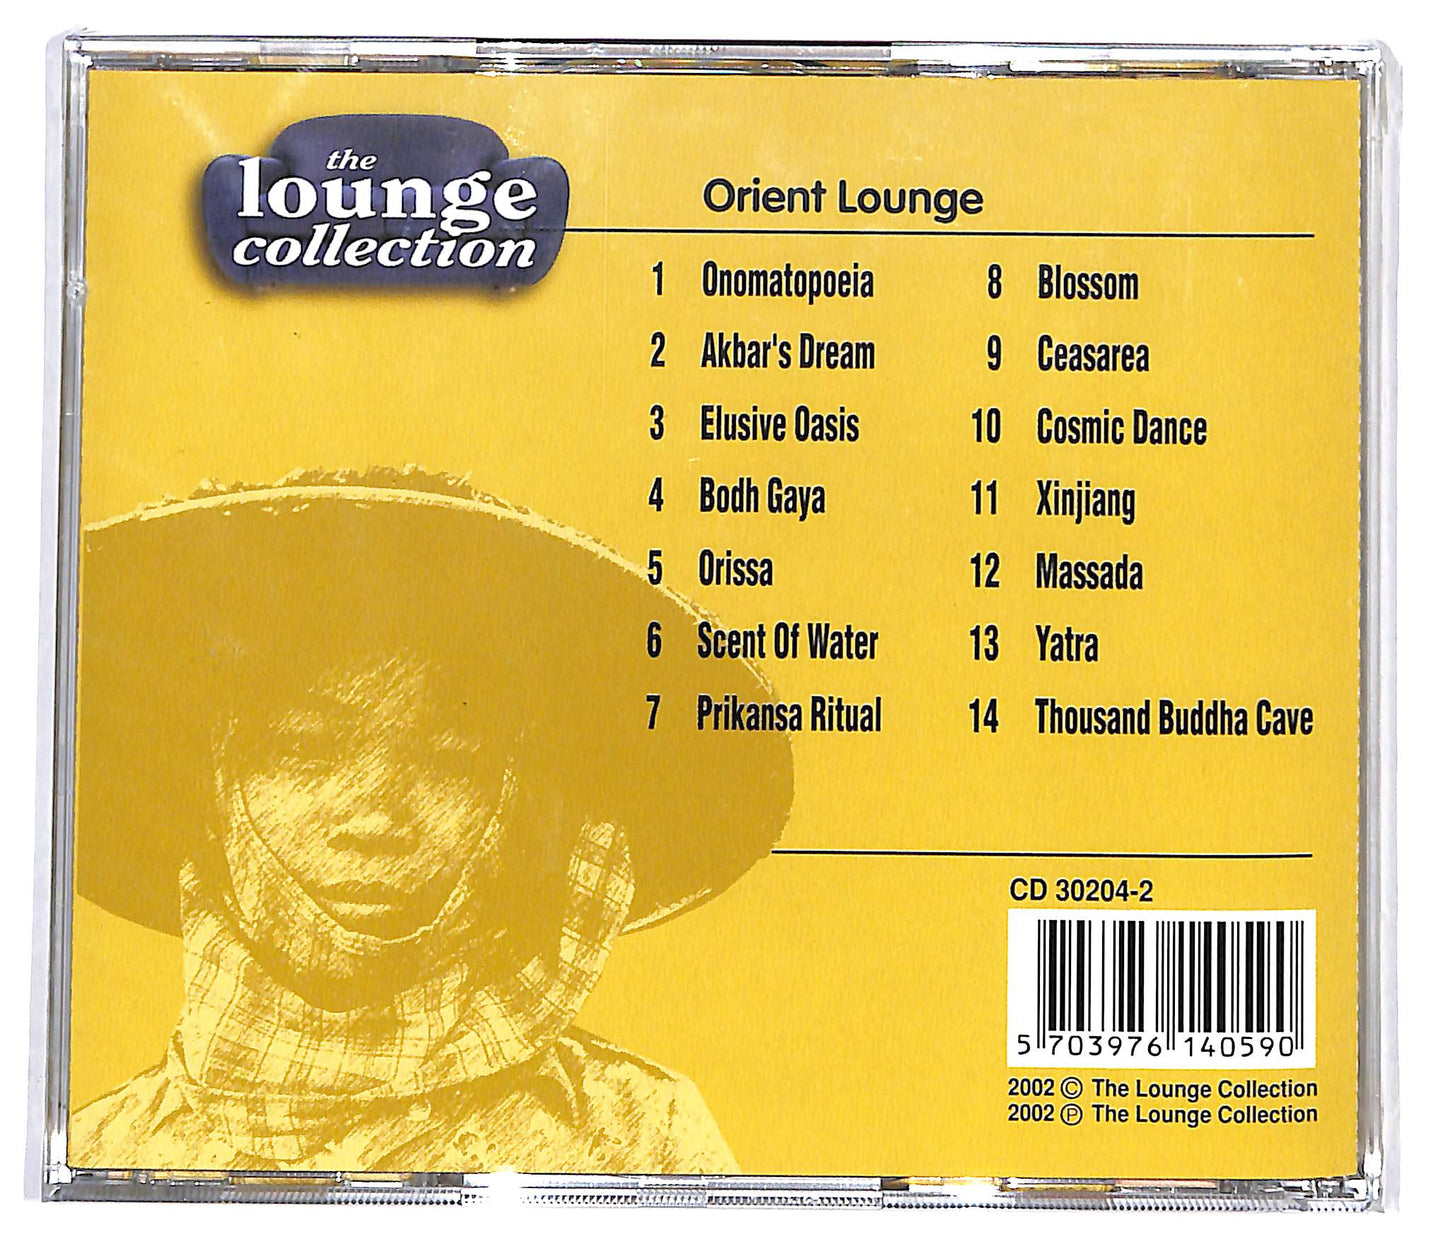 the
lounge
collection
Orient Lounge
1 Onomatopoeia
2 Akbar's Dream
3 Elusive Oasis
4 Bodh Gaya
5 Orissa
6 Scent Of Water
7 Prikansa Ritual
8 Blossom
9 Ceasarea
10 Cosmic Dance
11 Xinjiang
12 Massada
13 Yatra
14 Thousand Buddha Cave
CD 30204-2
5 703976 140590
2002 © The Lounge Collection
2002 ℗ The Lounge Collection